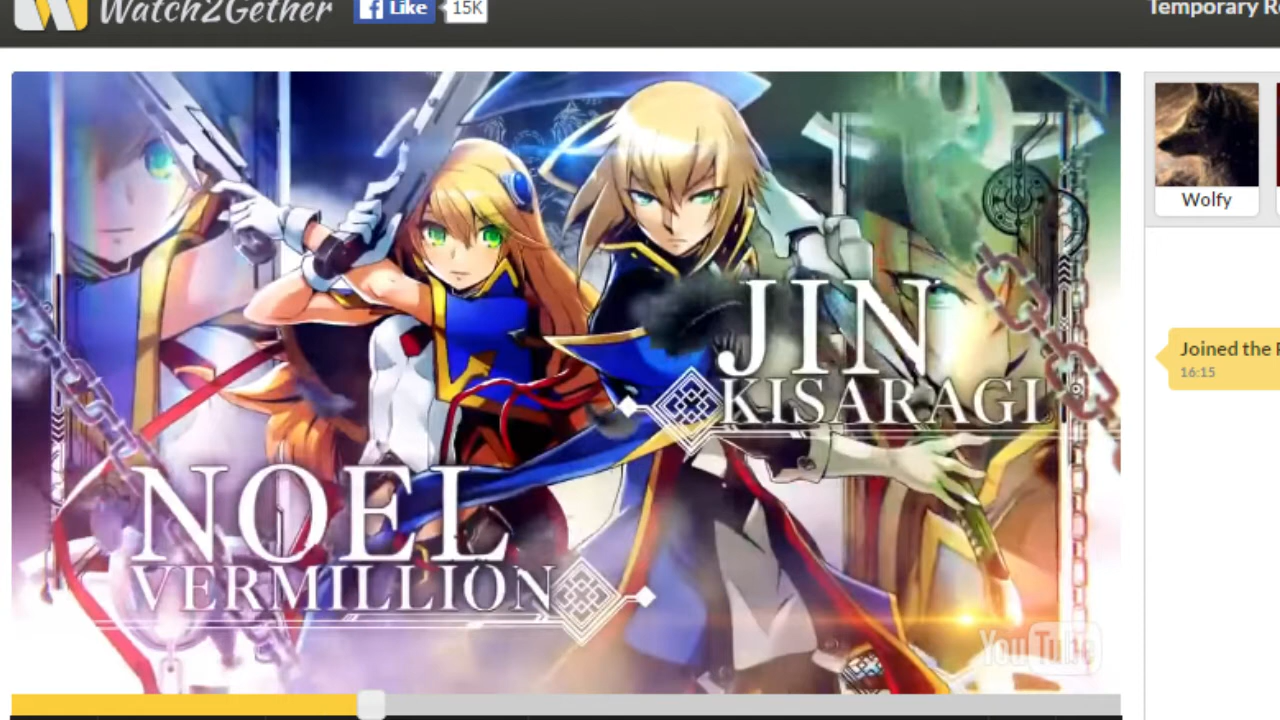 Watch2Gether
Like
15K
Temporary R
Wolfy
JIN
KISARAGI
Joined the
16:15
NOEL
VERMILLION
YouTube